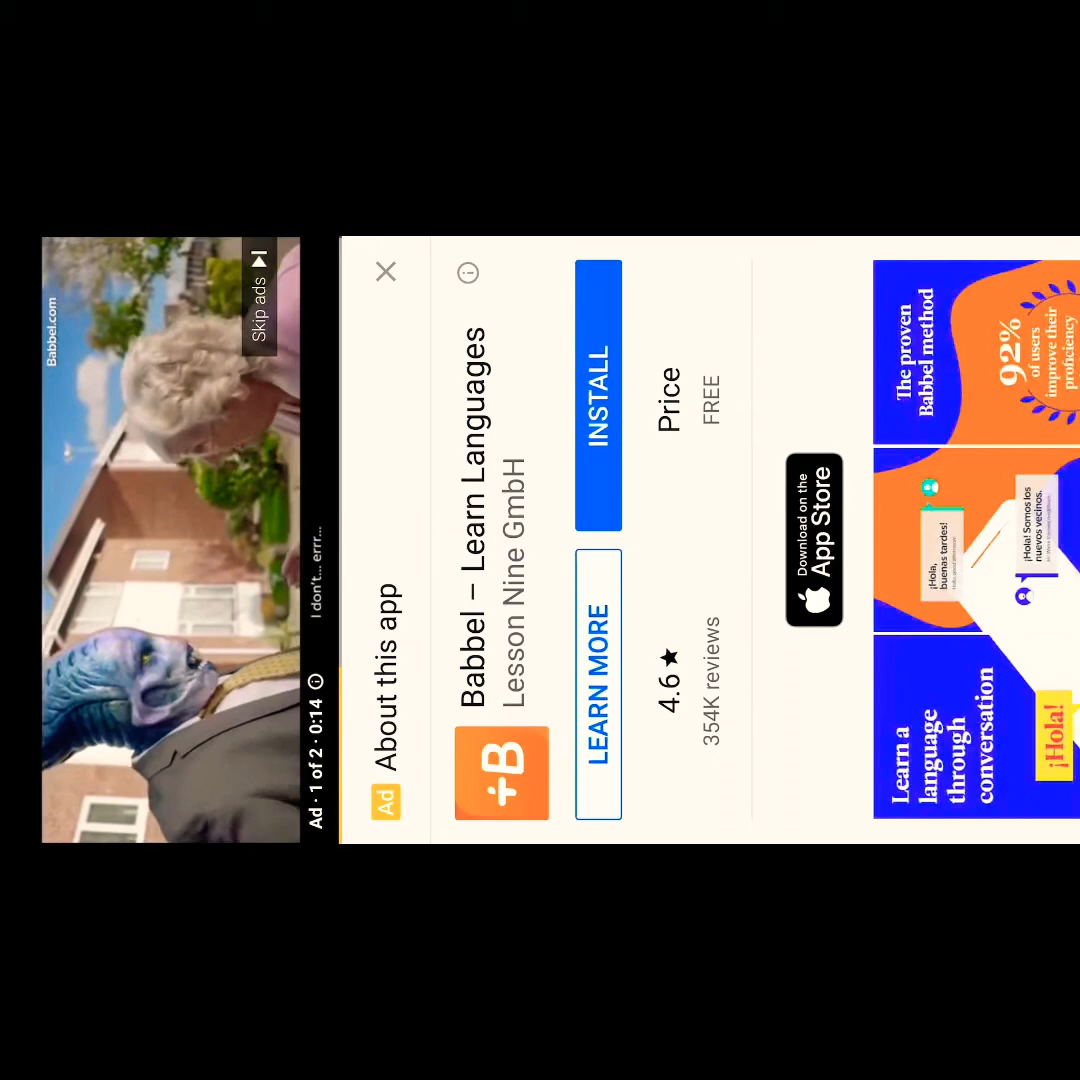 Babbel.com
Skip ads
I don't... errr...
Ad · 1 of 2 · 0:14
Ad About this app
Babbel – Learn Languages
Lesson Nine GmbH
LEARN MORE
INSTALL
4.6 ★
354K reviews
Price
FREE
Download on the
App Store
Learn a
language
through
conversation
¡Hola!
¡Hola,
buenas tardes!
¡Hola! Somos los
nuevos vecinos.
The proven
Babbel method
92%
of users
improve their
proficiency